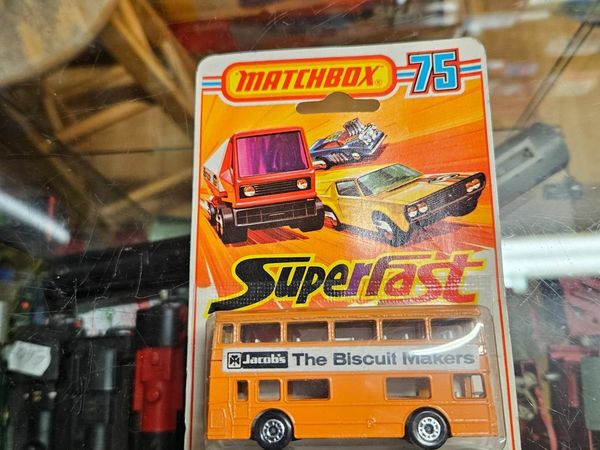 MATCHBOX® 75
Superfast
Jacob's The Biscuit Makers